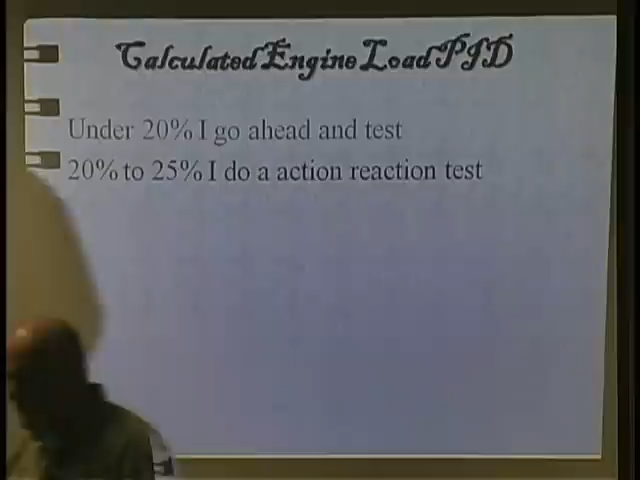 Calculated Engine Load PID
Under 20% I go ahead and test
20% to 25% I do a action reaction test